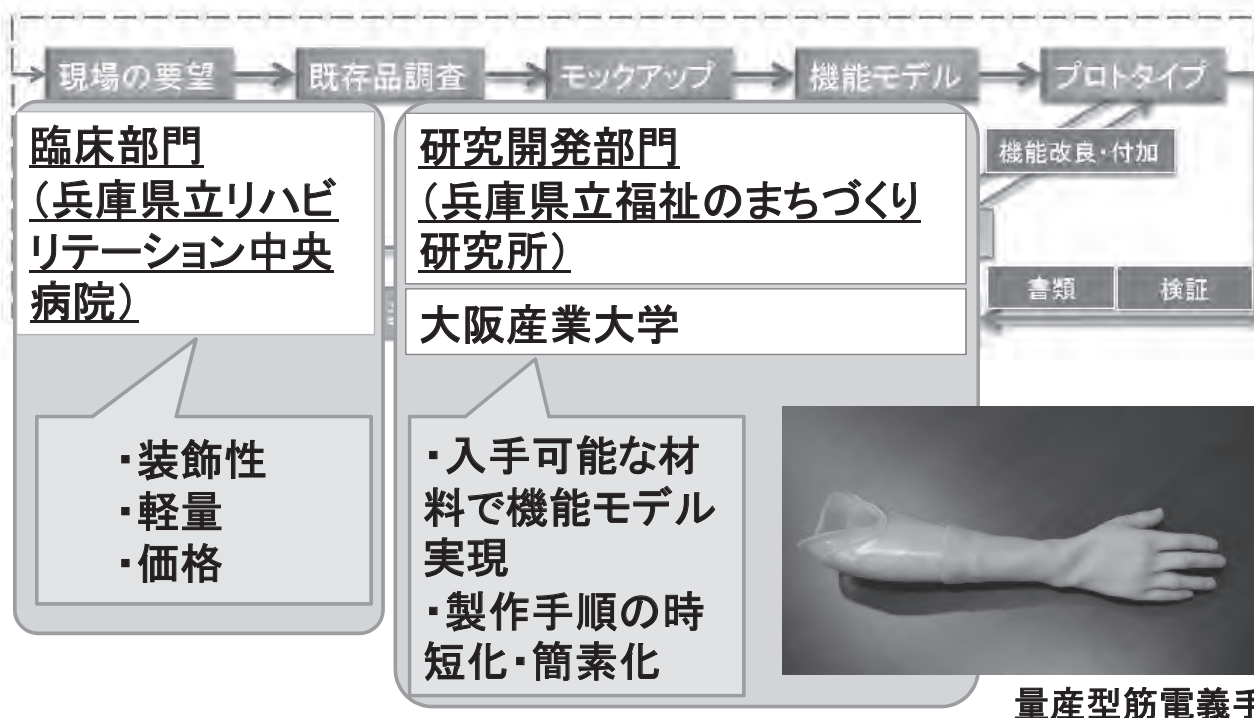 現場の要望
既存品調査
モックアップ
機能モデル
プロトタイプ
臨床部門
（兵庫県立リハビ
リテーション中央
病院）
研究開発部門
（兵庫県立福祉のまちづくり
研究所）
大阪産業大学
機能改良・付加
書類
検証
・装飾性
・軽量
・価格
・入手可能な材
料で機能モデル
実現
・製作手順の時
短化・簡素化
量産型筋電義手